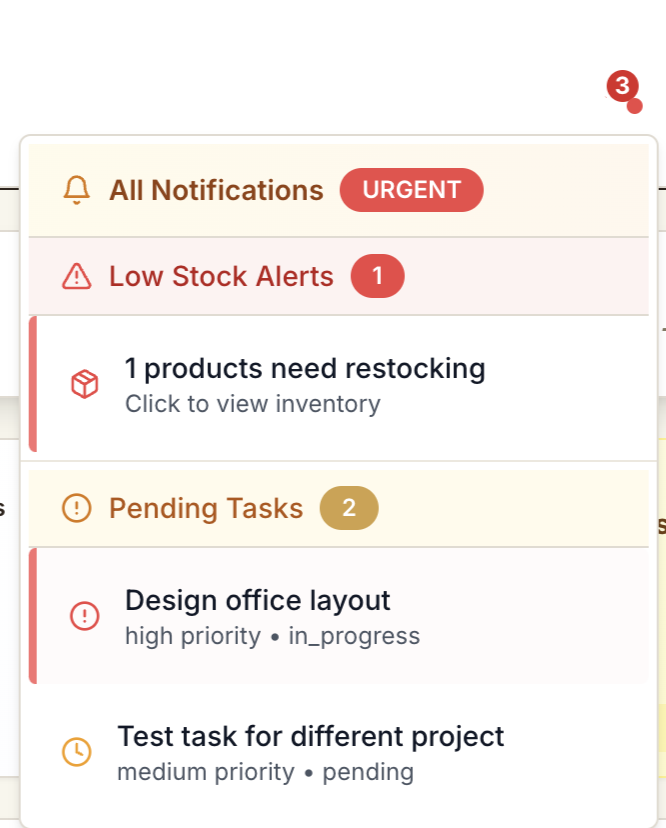 3
All Notifications URGENT
Low Stock Alerts 1
1 products need restocking
Click to view inventory
s
s
Pending Tasks 2
Design office layout
high priority • in_progress
Test task for different project
medium priority • pending